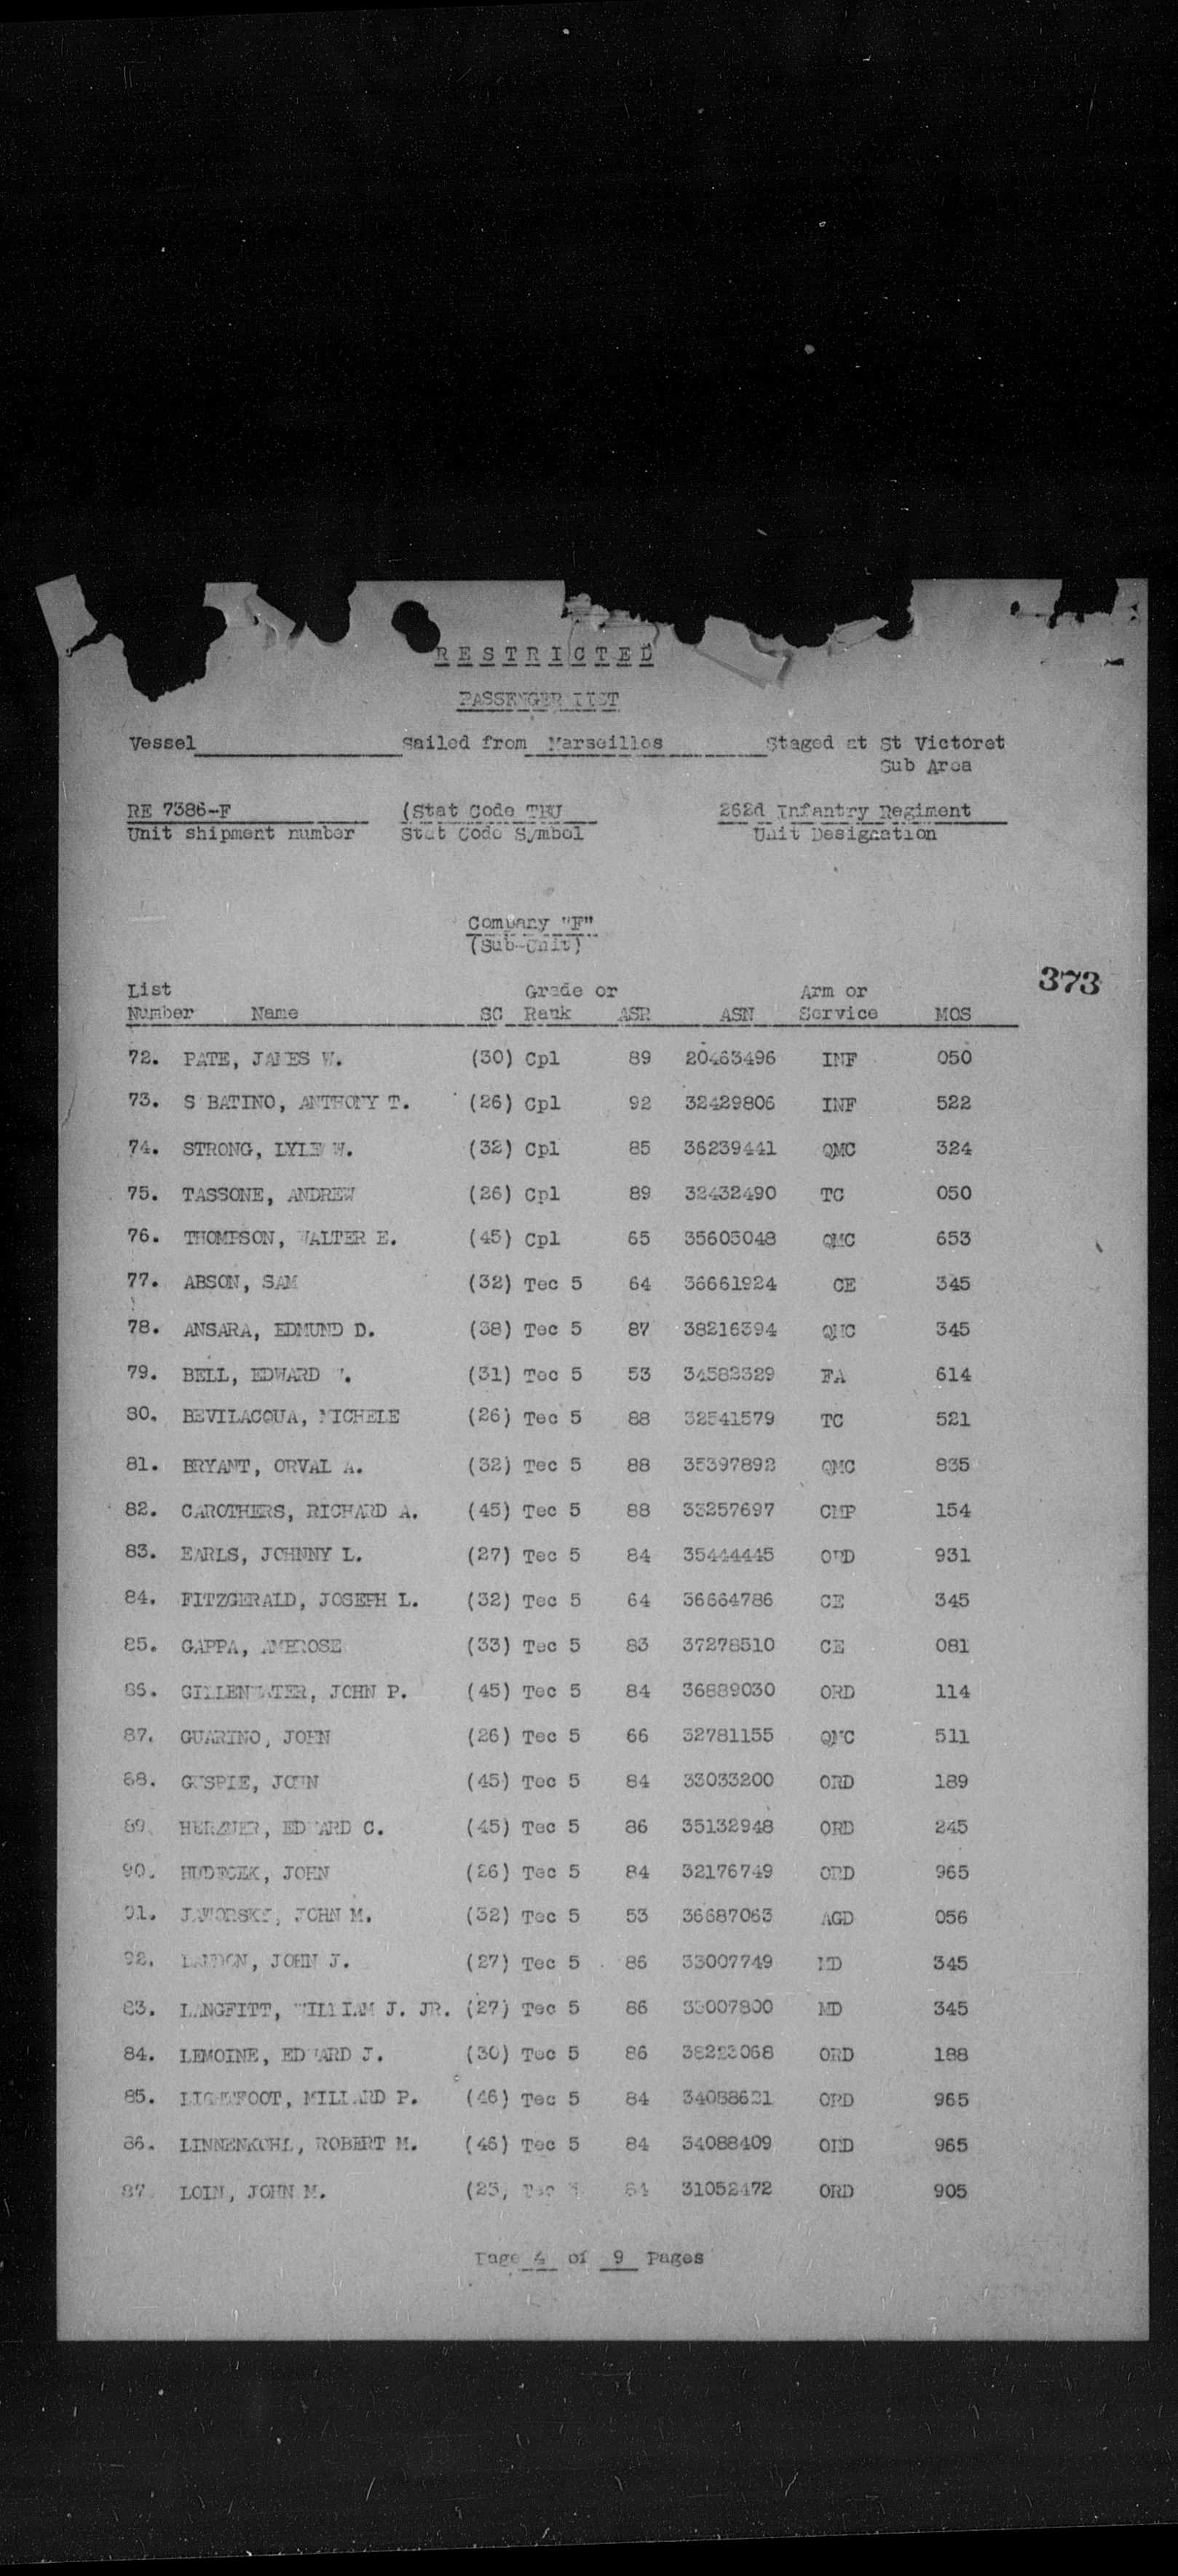 RESTRICTED
PASSENGER LIST
Vessel Sailed from Marseilles Staged at St Victoret
Sub Area
RE 7386-F (Stat Code 262d Infantry Regiment
Unit shipment number Stat Code Symbol Unit Designation
Company "F"
(Sub-Unit)
373
List Grade or Arm or
Number Name SC Rank ASR ASN Service MOS
72. PATE, JAMES W. (30) Cpl 89 20463496 INF 050
73. S BATINO, ANTHONY T. (26) Cpl 92 32429806 INF 522
74. STRONG, LYLE W. (32) Cpl 85 36239441 QMC 324
75. TASSONE, ANDREW (26) Cpl 89 32432490 TC 050
76. THOMPSON, WALTER E. (45) Cpl 65 35605048 QMC 653
77. ABSON, SAM (32) Tec 5 64 36661924 CE 345
78. ANSARA, EDMUND D. (38) Tec 5 87 38216394 QMC 345
79. BELL, EDWARD (31) Tec 5 53 34582329 FA 614
80. BEVILACQUA, MICHELE (26) Tec 5 88 32541579 TC 521
81. BRYANT, ORVAL A. (32) Tec 5 88 35397892 QMC 835
82. CAROTHERS, RICHARD A. (45) Tec 5 88 33257697 CMP 154
83. EARLS, JOHNNY L. (27) Tec 5 84 35444445 ORD 931
84. FITZGERALD, JOSEPH L. (32) Tec 5 64 36664786 CE 345
85. GAPPA, AMBROSE (33) Tec 5 83 37278510 CE 081
86. GILLENWATER, JOHN P. (45) Tec 5 84 36889030 ORD 114
87. GUARINO, JOHN (26) Tec 5 66 32781155 QMC 511
88. JOHN (45) Tec 5 84 33033200 ORD 189
89. EDWARD C. (45) Tec 5 86 35132948 ORD 245
90. HUDECEK, JOHN (26) Tec 5 84 32176749 ORD 965
91. JAWORSKI, JOHN M. (32) Tec 5 53 36687063 AGD 056
92. JOHN J. (27) Tec 5 86 33007749 MD 345
83. LANGFITT, WILLIAM J. JR. (27) Tec 5 86 33007800 MD 345
84. LEMOINE, EDWARD J. (30) Tec 5 86 38223068 ORD 188
85. LIGHTFOOT, MILLARD P. (46) Tec 5 84 34088621 ORD 965
86. LINNENKOHL, ROBERT M. (46) Tec 5 84 34088409 ORD 965
87. LOIN, JOHN M. 31052472 ORD 905
Page 4 of 9 Pages